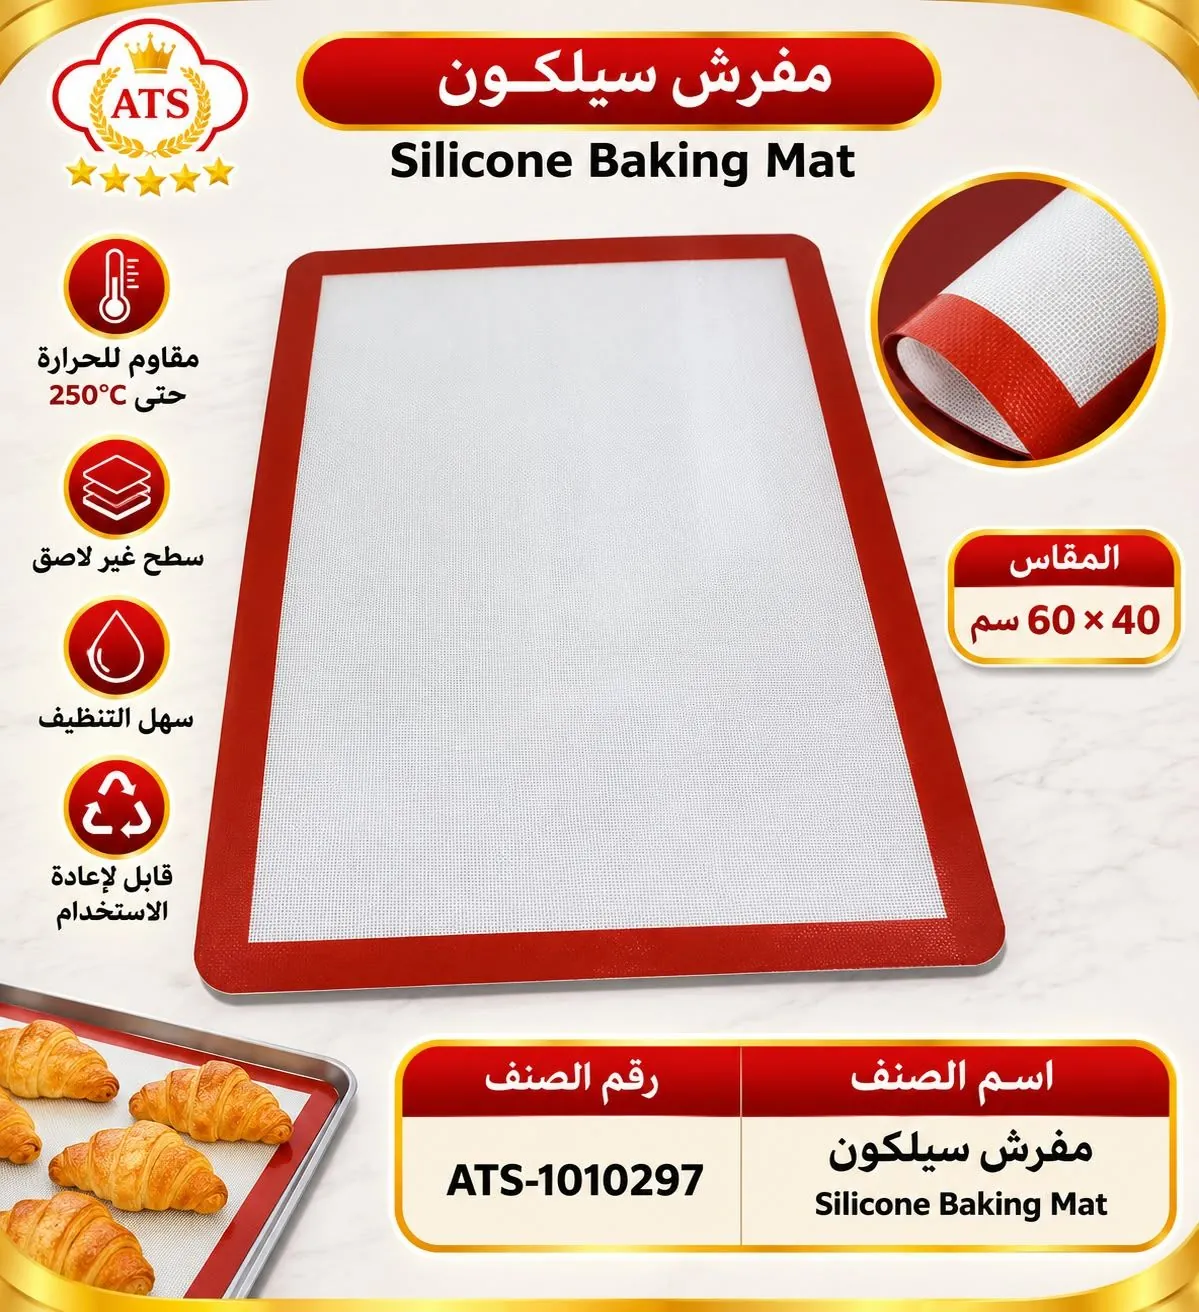 ATS
مفرش سيلكون
Silicone Baking Mat
مقاوم للحرارة
حتى 250°C
سطح غير لاصق
سهل التنظيف
قابل لإعادة
الاستخدام
المقاس
40 × 60 سم
اسم الصنف
رقم الصنف
مفرش سيلكون
Silicone Baking Mat
ATS-1010297